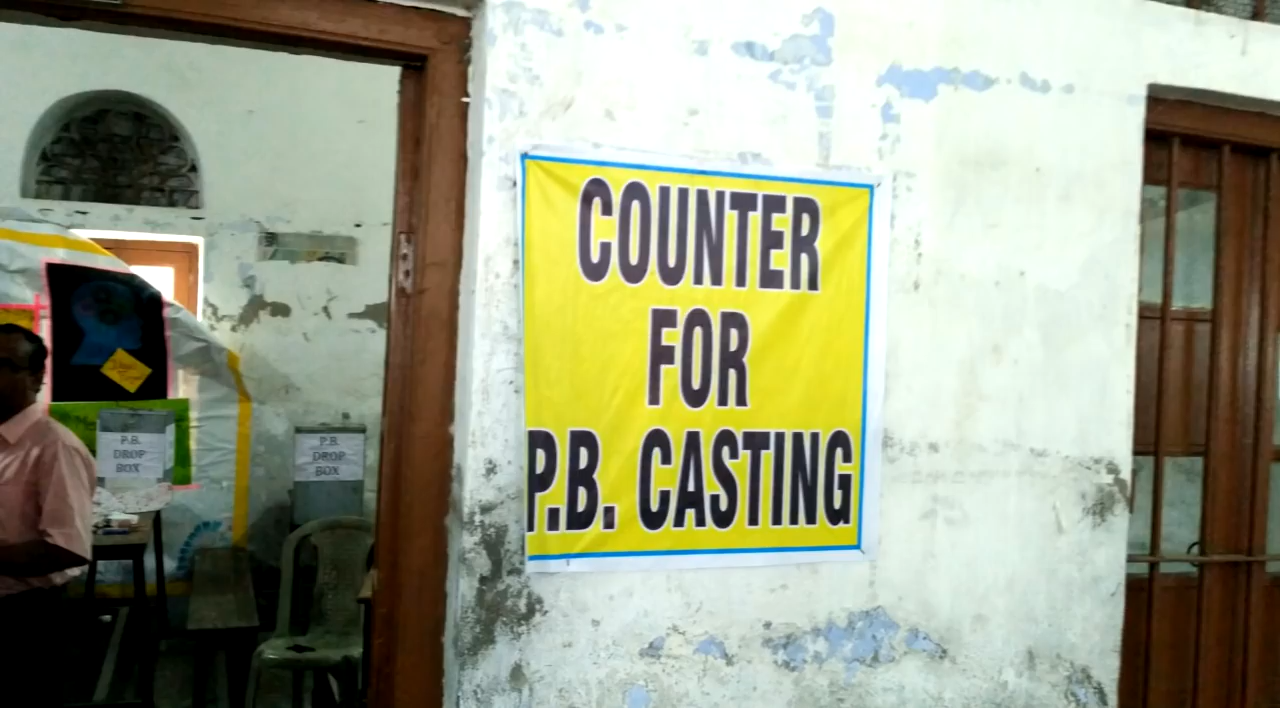 COUNTER
FOR
P.B. CASTING
P.B.
DROP
BOX
P.B.
DROP
BOX